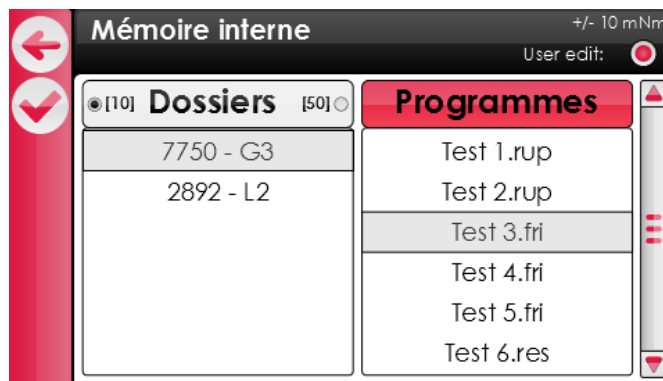 Mémoire interne
+/- 10 mNm
User edit:
[10] Dossiers [50]
Programmes
7750 - G3
2892 - L2
Test 1.rup
Test 2.rup
Test 3.fri
Test 4.fri
Test 5.fri
Test 6.res